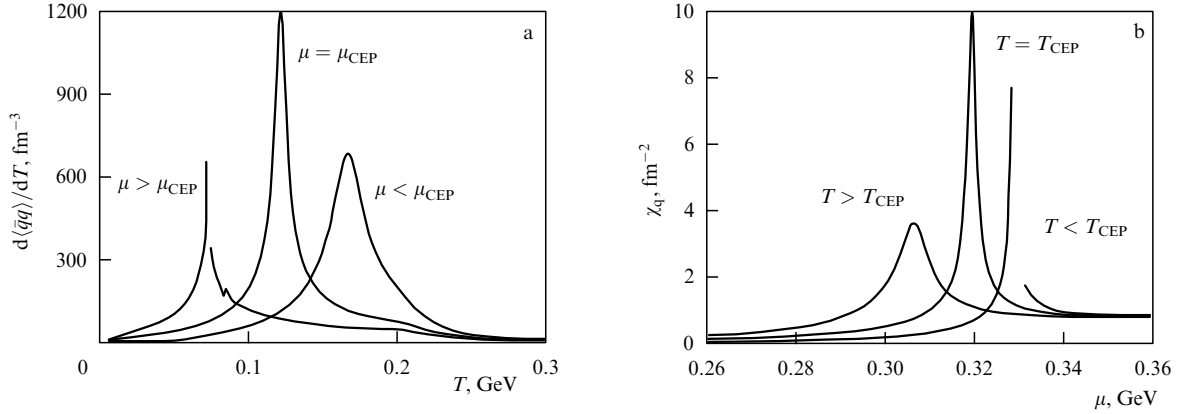 1200
900
600
300
0
0.1
0.2
0.3
T, GeV
d⟨q̄q⟩/dT, fm⁻³
a
μ = μCEP
μ > μCEP
μ < μCEP
10
8
6
4
2
0
0.26
0.28
0.30
0.32
0.34
0.36
μ, GeV
χq, fm⁻²
b
T = TCEP
T > TCEP
T < TCEP